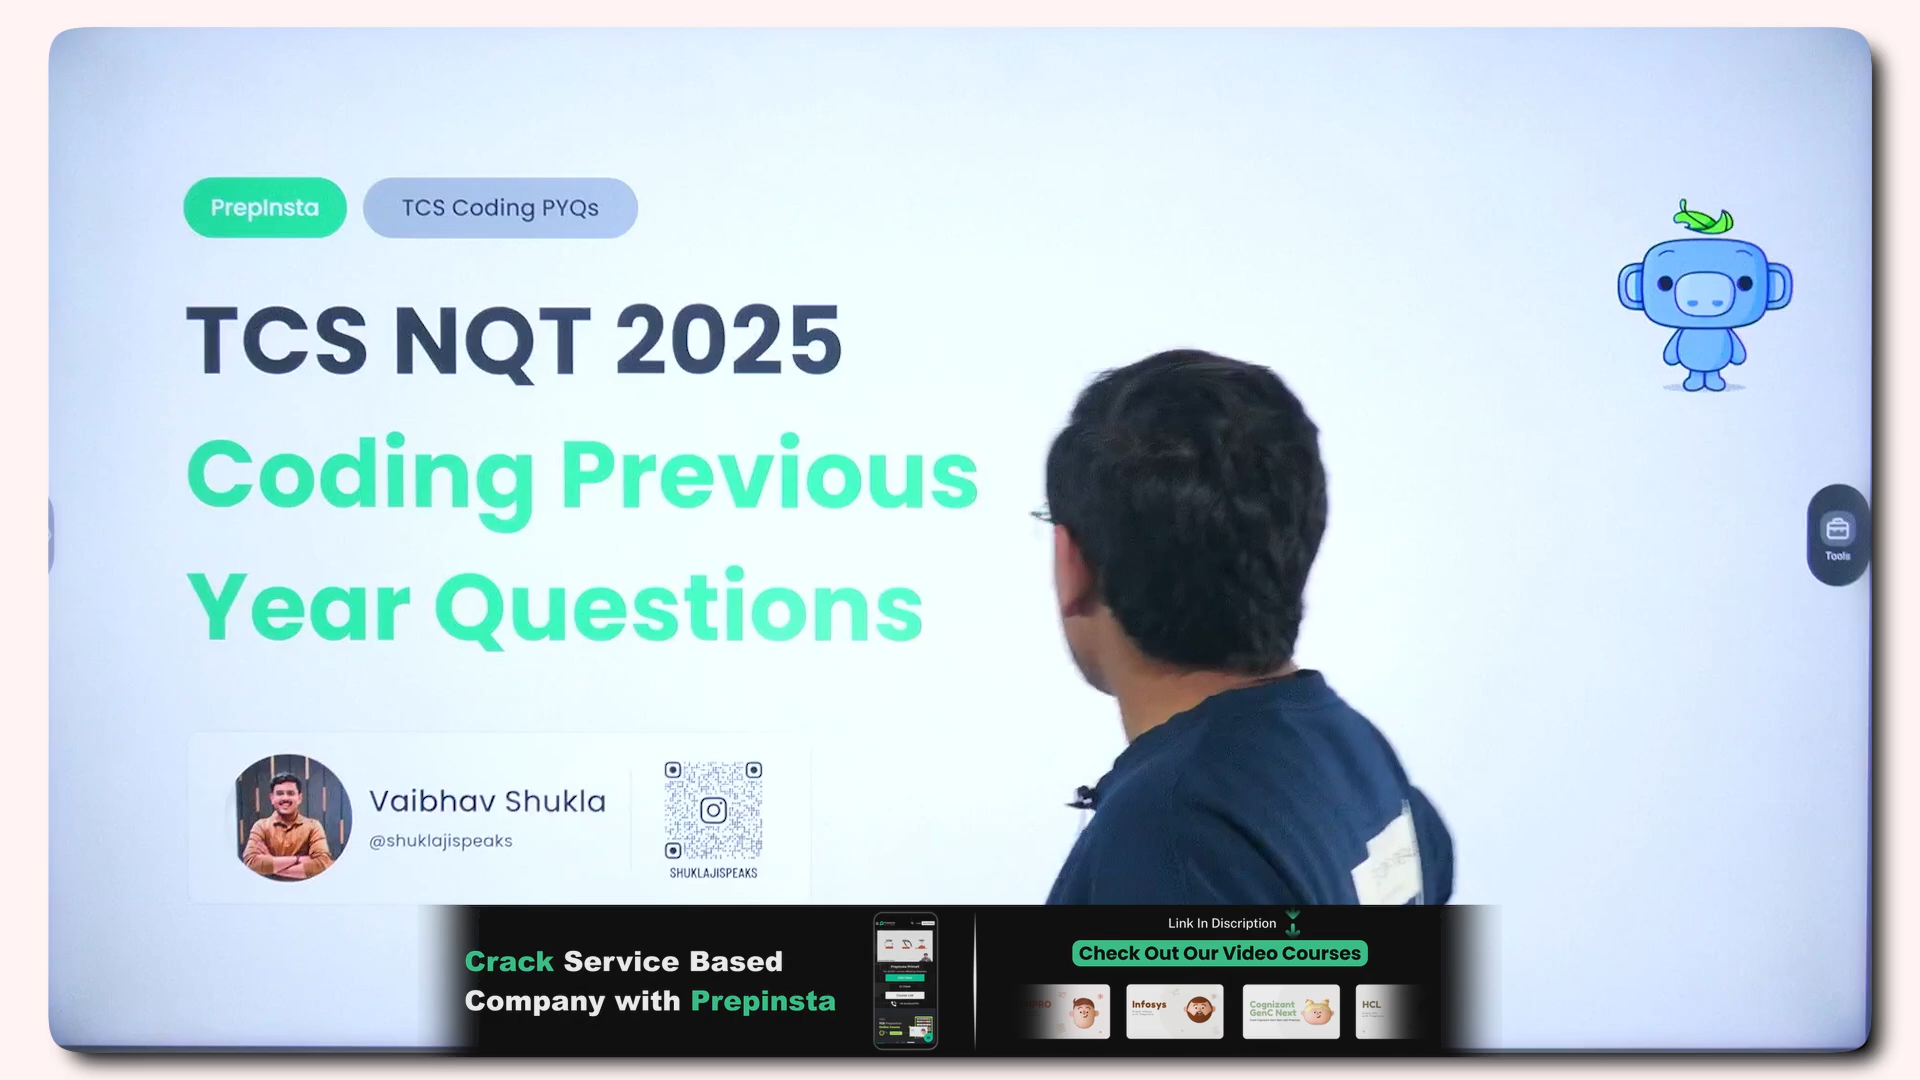 PrepInsta
TCS Coding PYQs
TCS NQT 2025
Coding Previous
Year Questions
Tools
Vaibhav Shukla
@shuklajispeaks
SHUKLAJISPEAKS
Link In Discription
Crack Service Based
Company with Prepinsta
Check Out Our Video Courses
Infosys
Cognizant
GenC Next
HCL